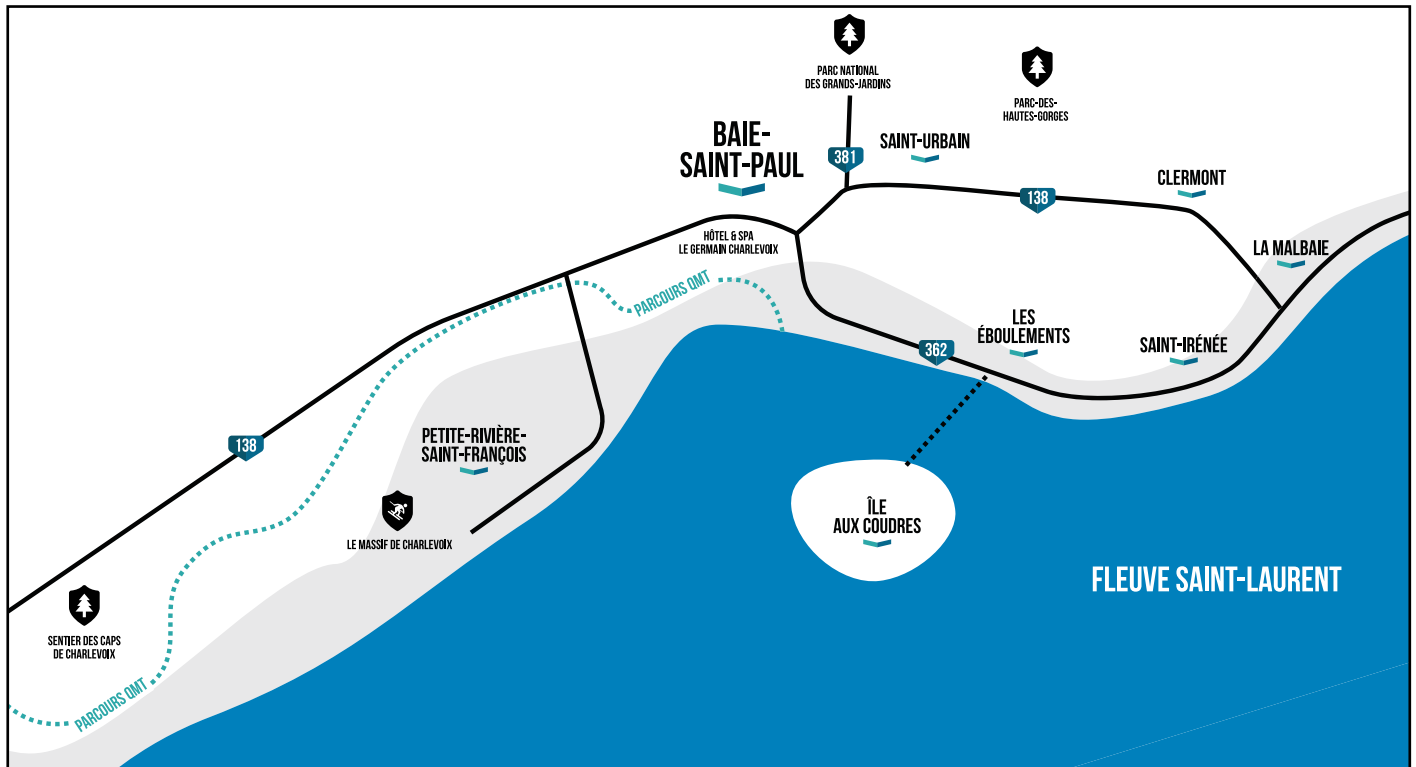 PARC NATIONAL
DES GRANDS-JARDINS
PARC-DES-
HAUTES-GORGES
BAIE-
SAINT-PAUL
381
SAINT-URBAIN
138
CLERMONT
HÔTEL & SPA
LE GERMAIN CHARLEVOIX
LA MALBAIE
PARCOURS QMT
LES
ÉBOULEMENTS
362
SAINT-IRÉNÉE
138
PETITE-RIVIÈRE-
SAINT-FRANÇOIS
LE MASSIF DE CHARLEVOIX
ÎLE
AUX COUDRES
FLEUVE SAINT-LAURENT
SENTIER DES CAPS
DE CHARLEVOIX
PARCOURS QMT